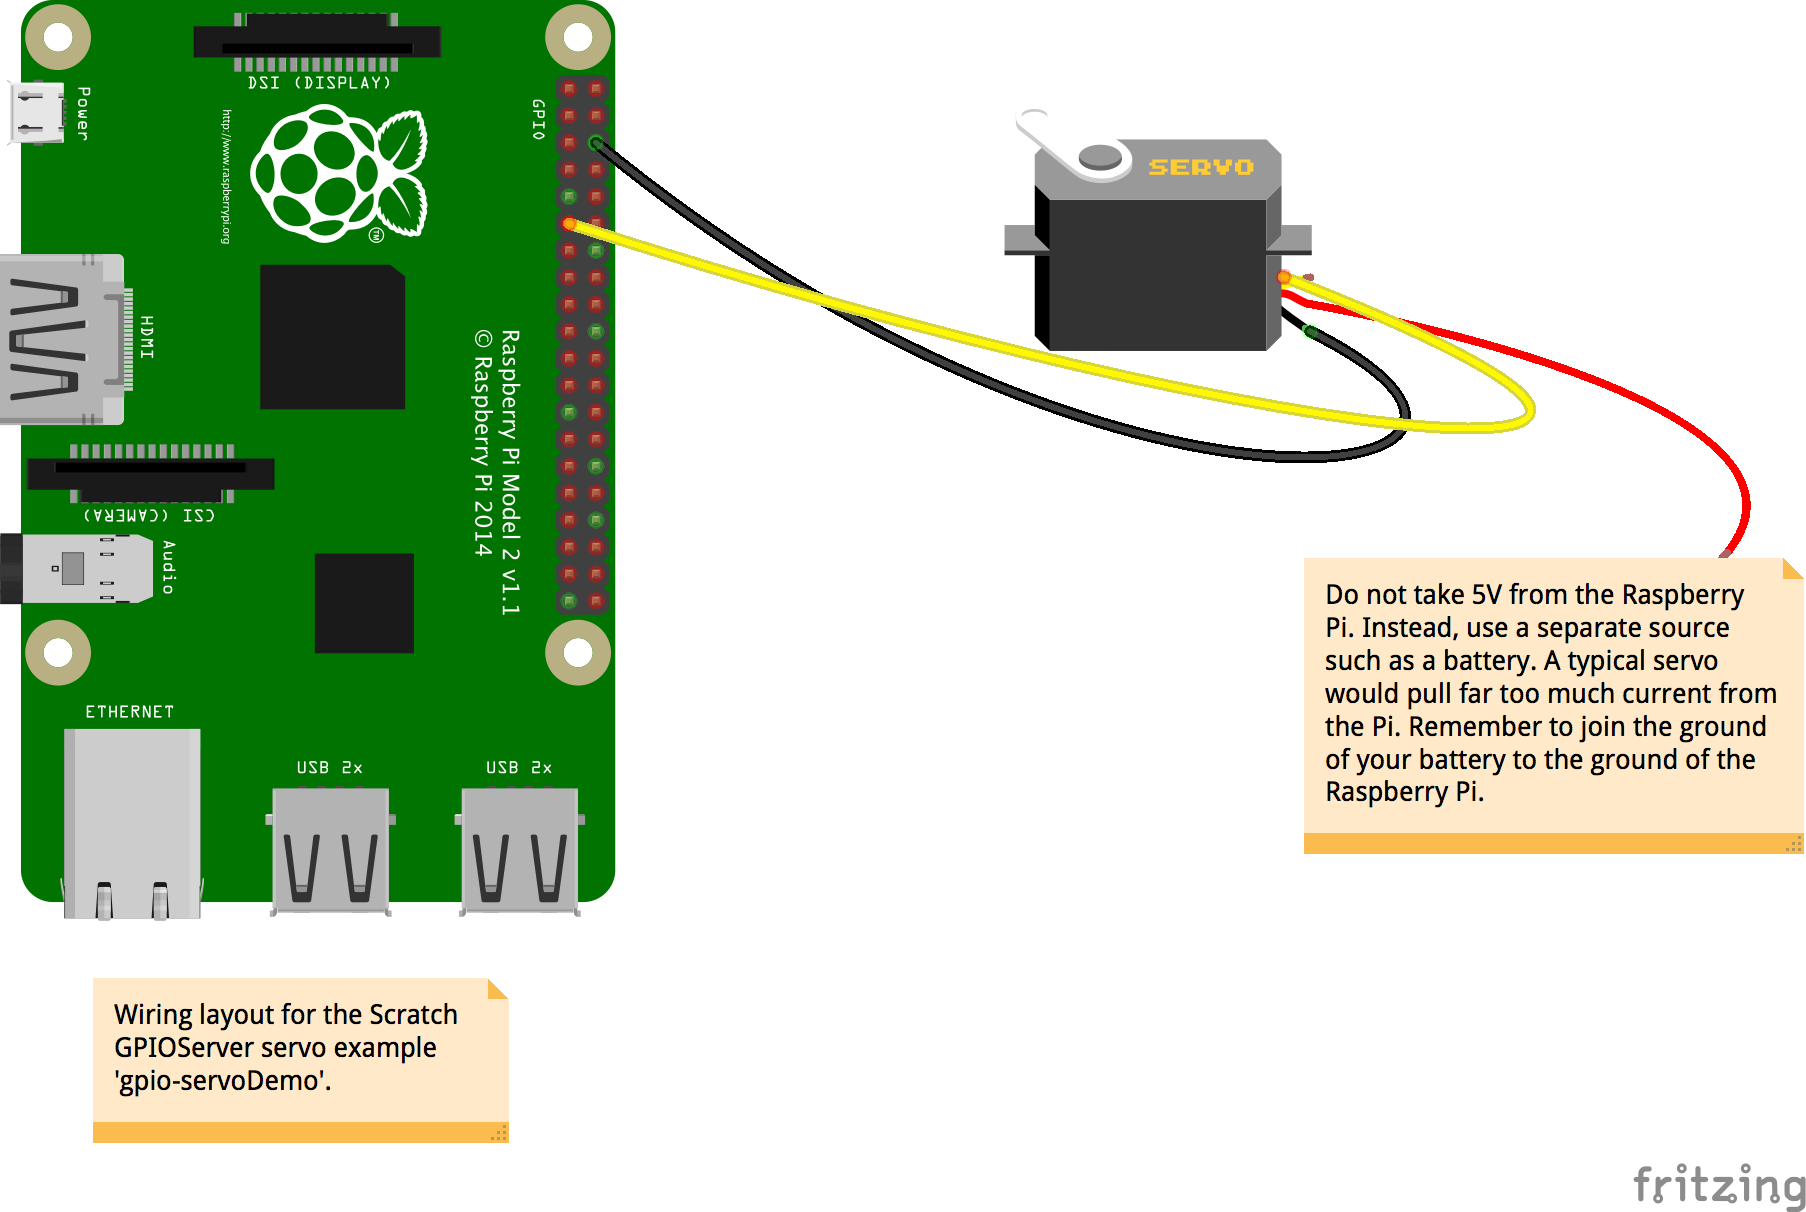 DSI (DISPLAY)
Power
GPIO
http://www.raspberrypi.org
TM
SERVO
HDMI
Raspberry Pi Model 2 v1.1
© Raspberry Pi 2014
CSI (CAMERA)
Audio
ETHERNET
USB 2x
USB 2x
Do not take 5V from the Raspberry
Pi. Instead, use a separate source
such as a battery. A typical servo
would pull far too much current from
the Pi. Remember to join the ground
of your battery to the ground of the
Raspberry Pi.
Wiring layout for the Scratch
GPIOServer servo example
'gpio-servoDemo'.
fritzing